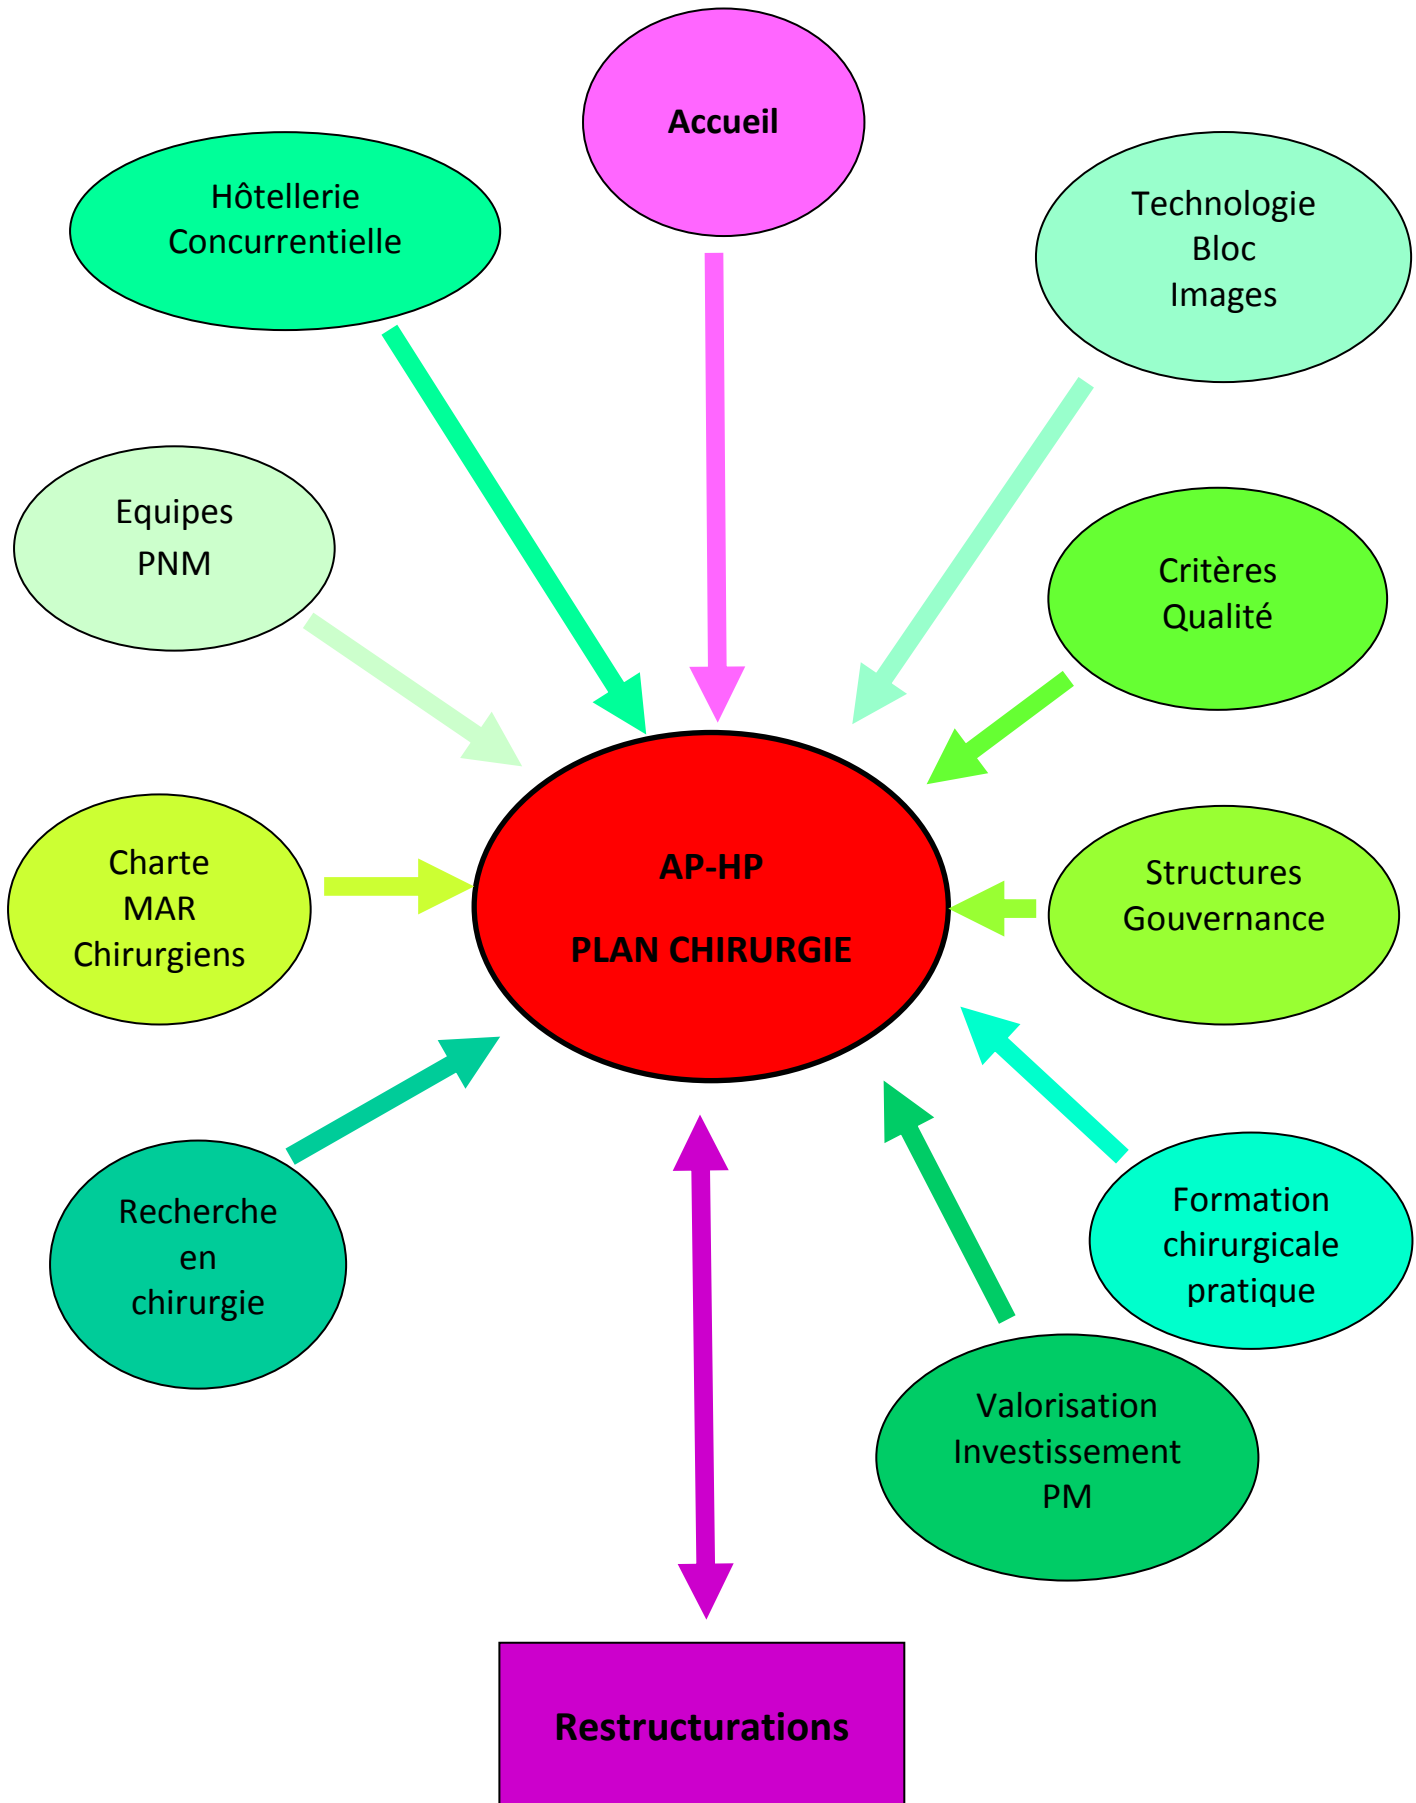 Accueil
Hôtellerie
Concurrentielle
Technologie
Bloc
Images
Equipes
PNM
Critères
Qualité
AP-HP
PLAN CHIRURGIE
Charte
MAR
Chirurgiens
Structures
Gouvernance
Recherche
en
chirurgie
Formation
chirurgicale
pratique
Valorisation
Investissement
PM
Restructurations